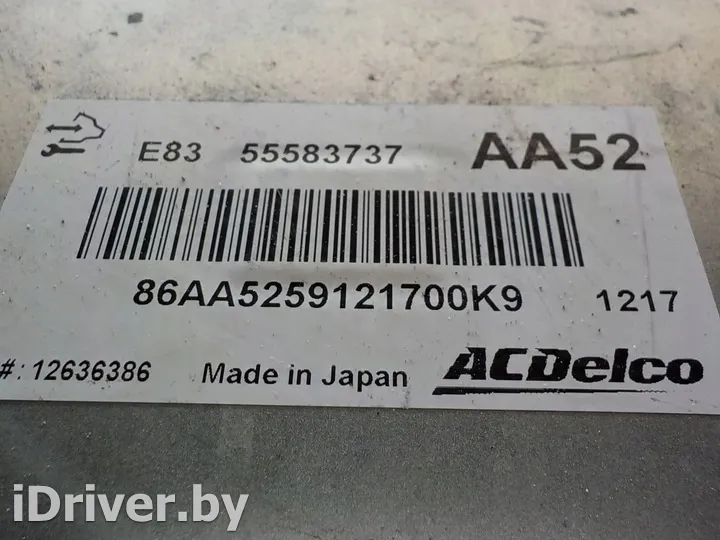 E83 55583737 AA52
86AA5259121700K9 1217
#: 12636386 Made in Japan ACDelco
iDriver.by